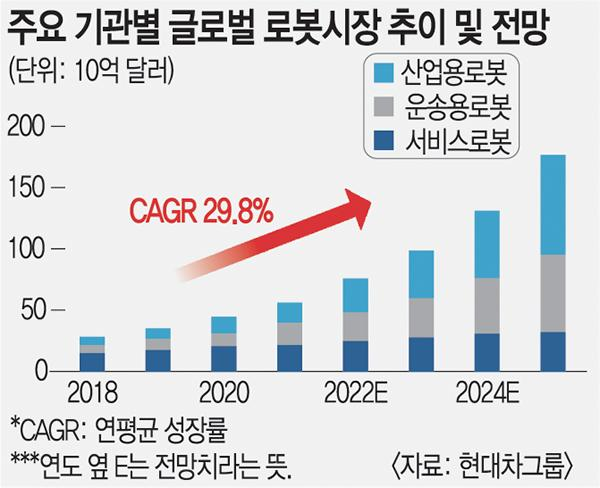 주요 기관별 글로벌 로봇시장 추이 및 전망
(단위: 10억 달러)
산업용로봇
운송용로봇
서비스로봇
200
150
100
50
0
CAGR 29.8%
2018 2020 2022E 2024E
*CAGR: 연평균 성장률
***연도 옆 E는 전망치라는 뜻. 〈자료: 현대차그룹〉